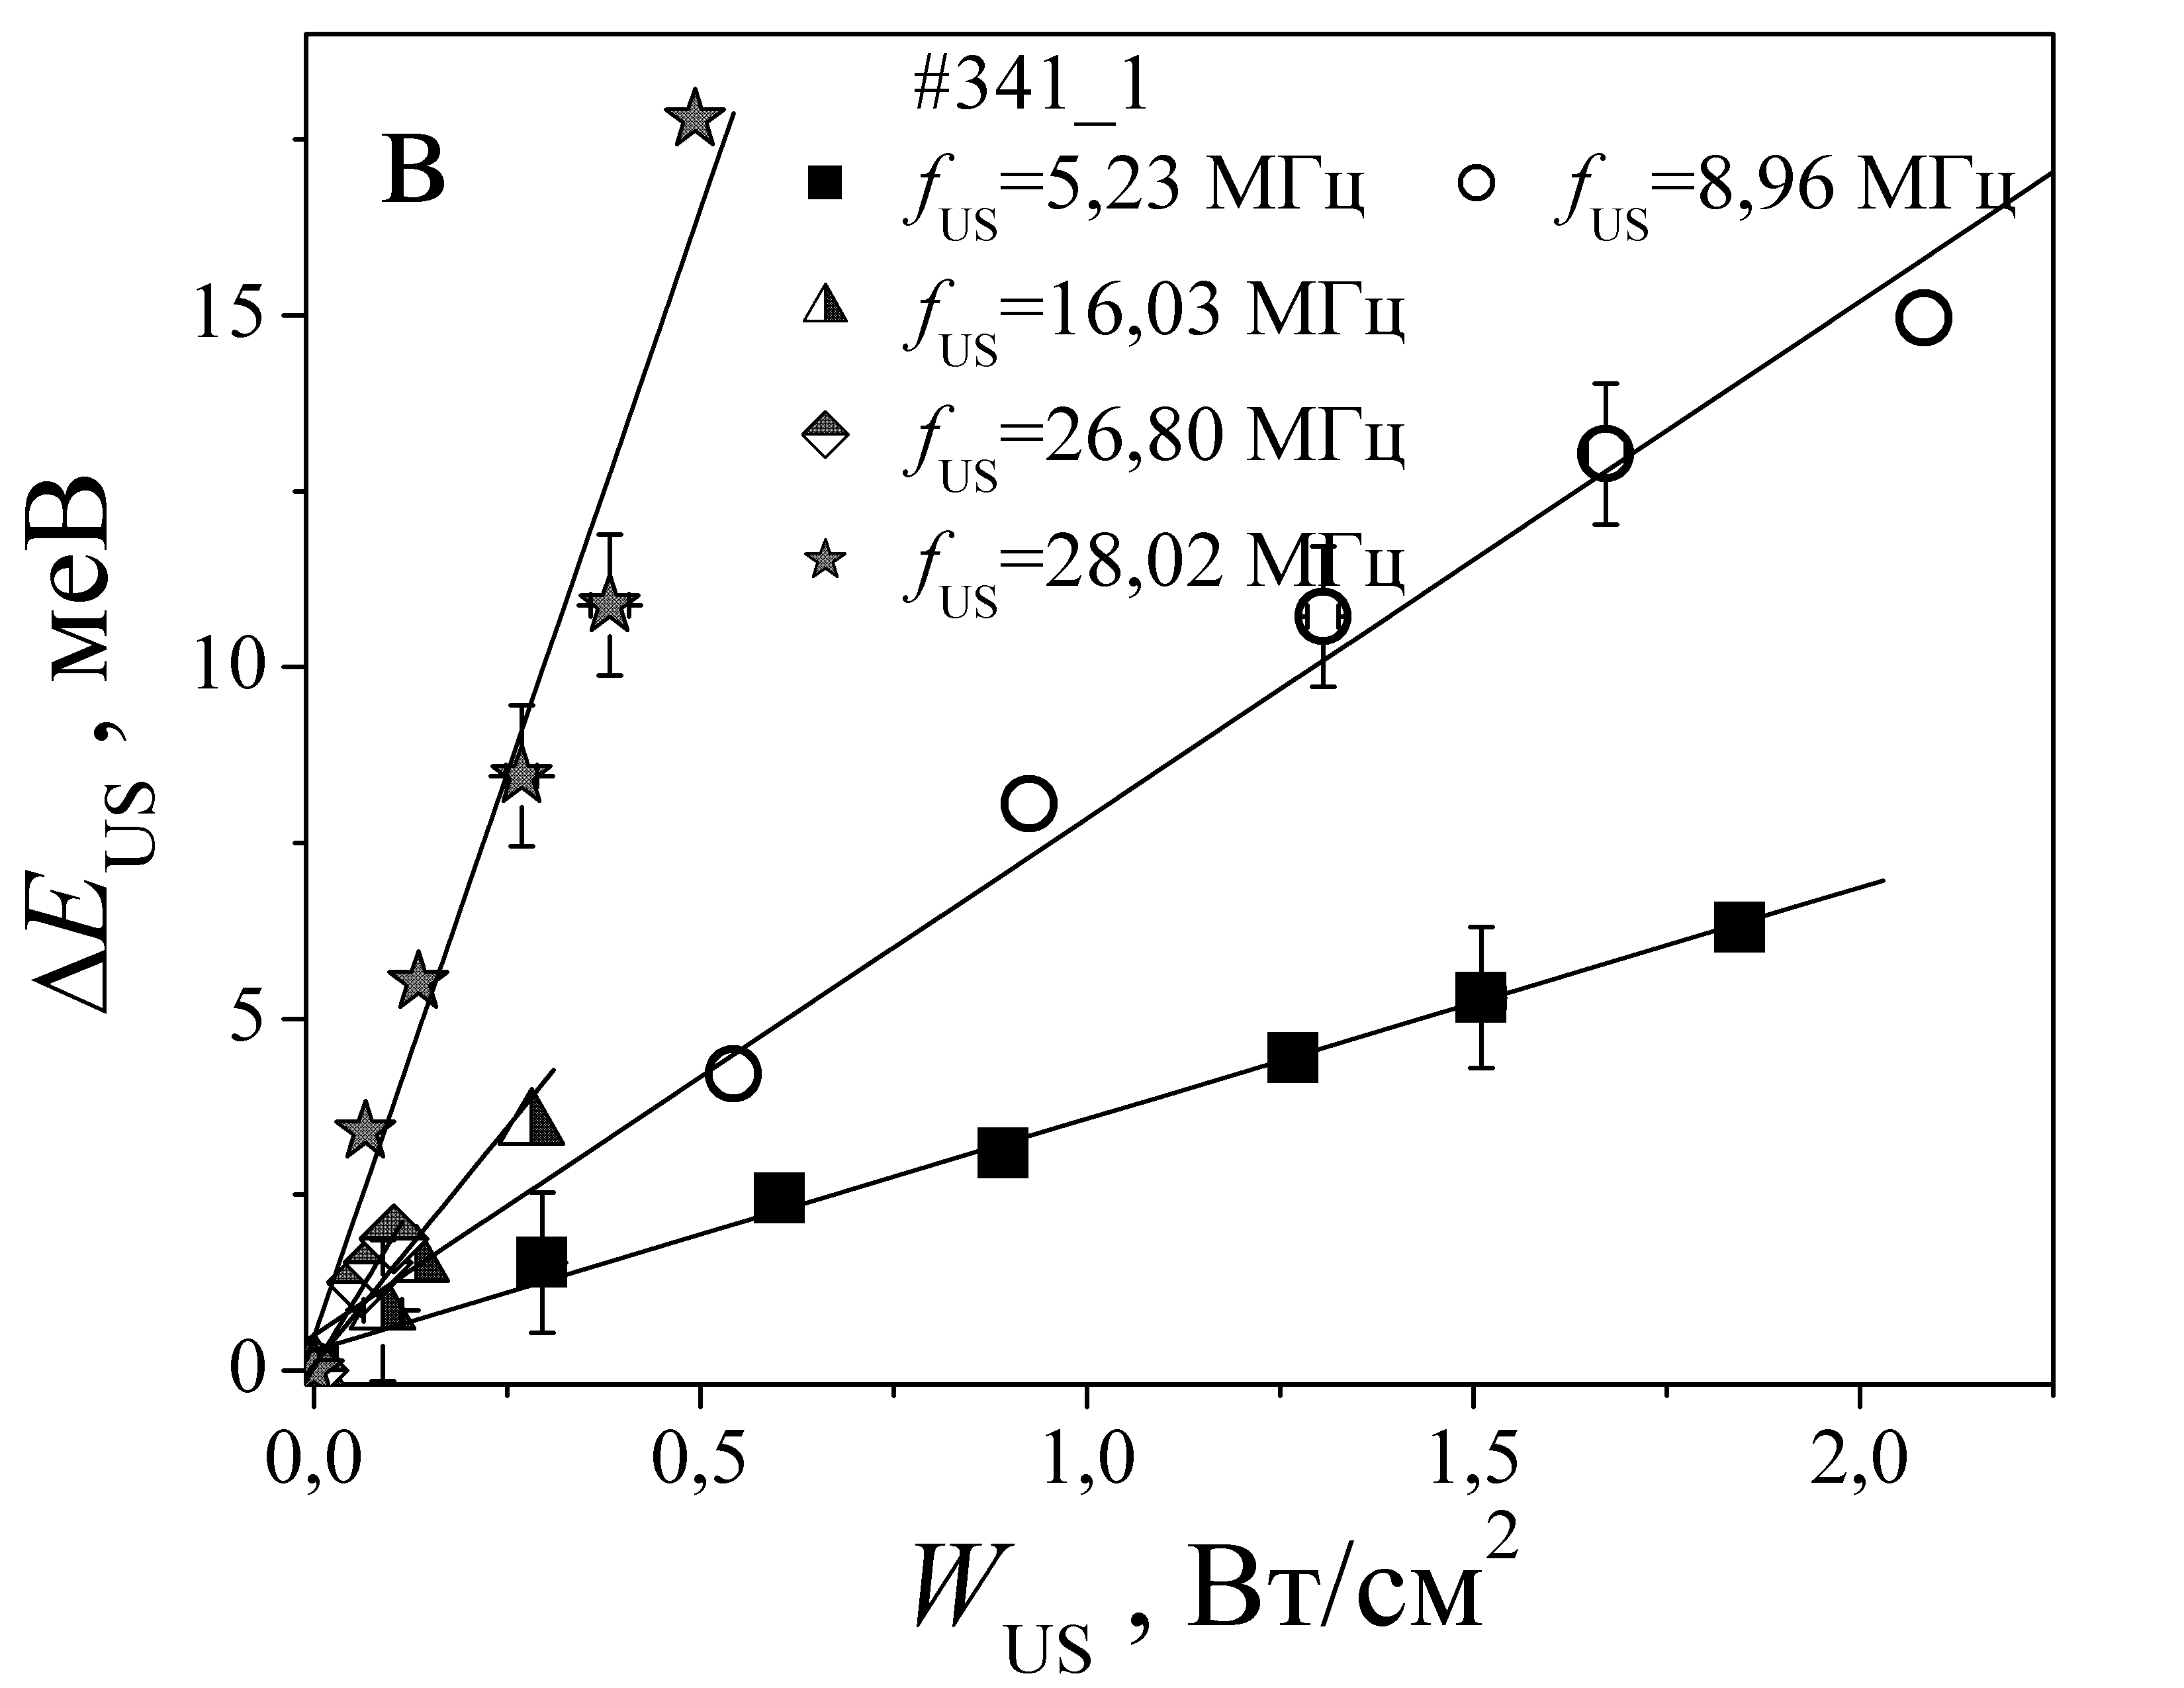 #341_1
В
fUS=5,23 МГц
fUS=8,96 МГц
fUS=16,03 МГц
fUS=26,80 МГц
fUS=28,02 МГц
ΔEUS, меВ
15
10
5
0
0,0 0,5 1,0 1,5 2,0
WUS , Вт/см2